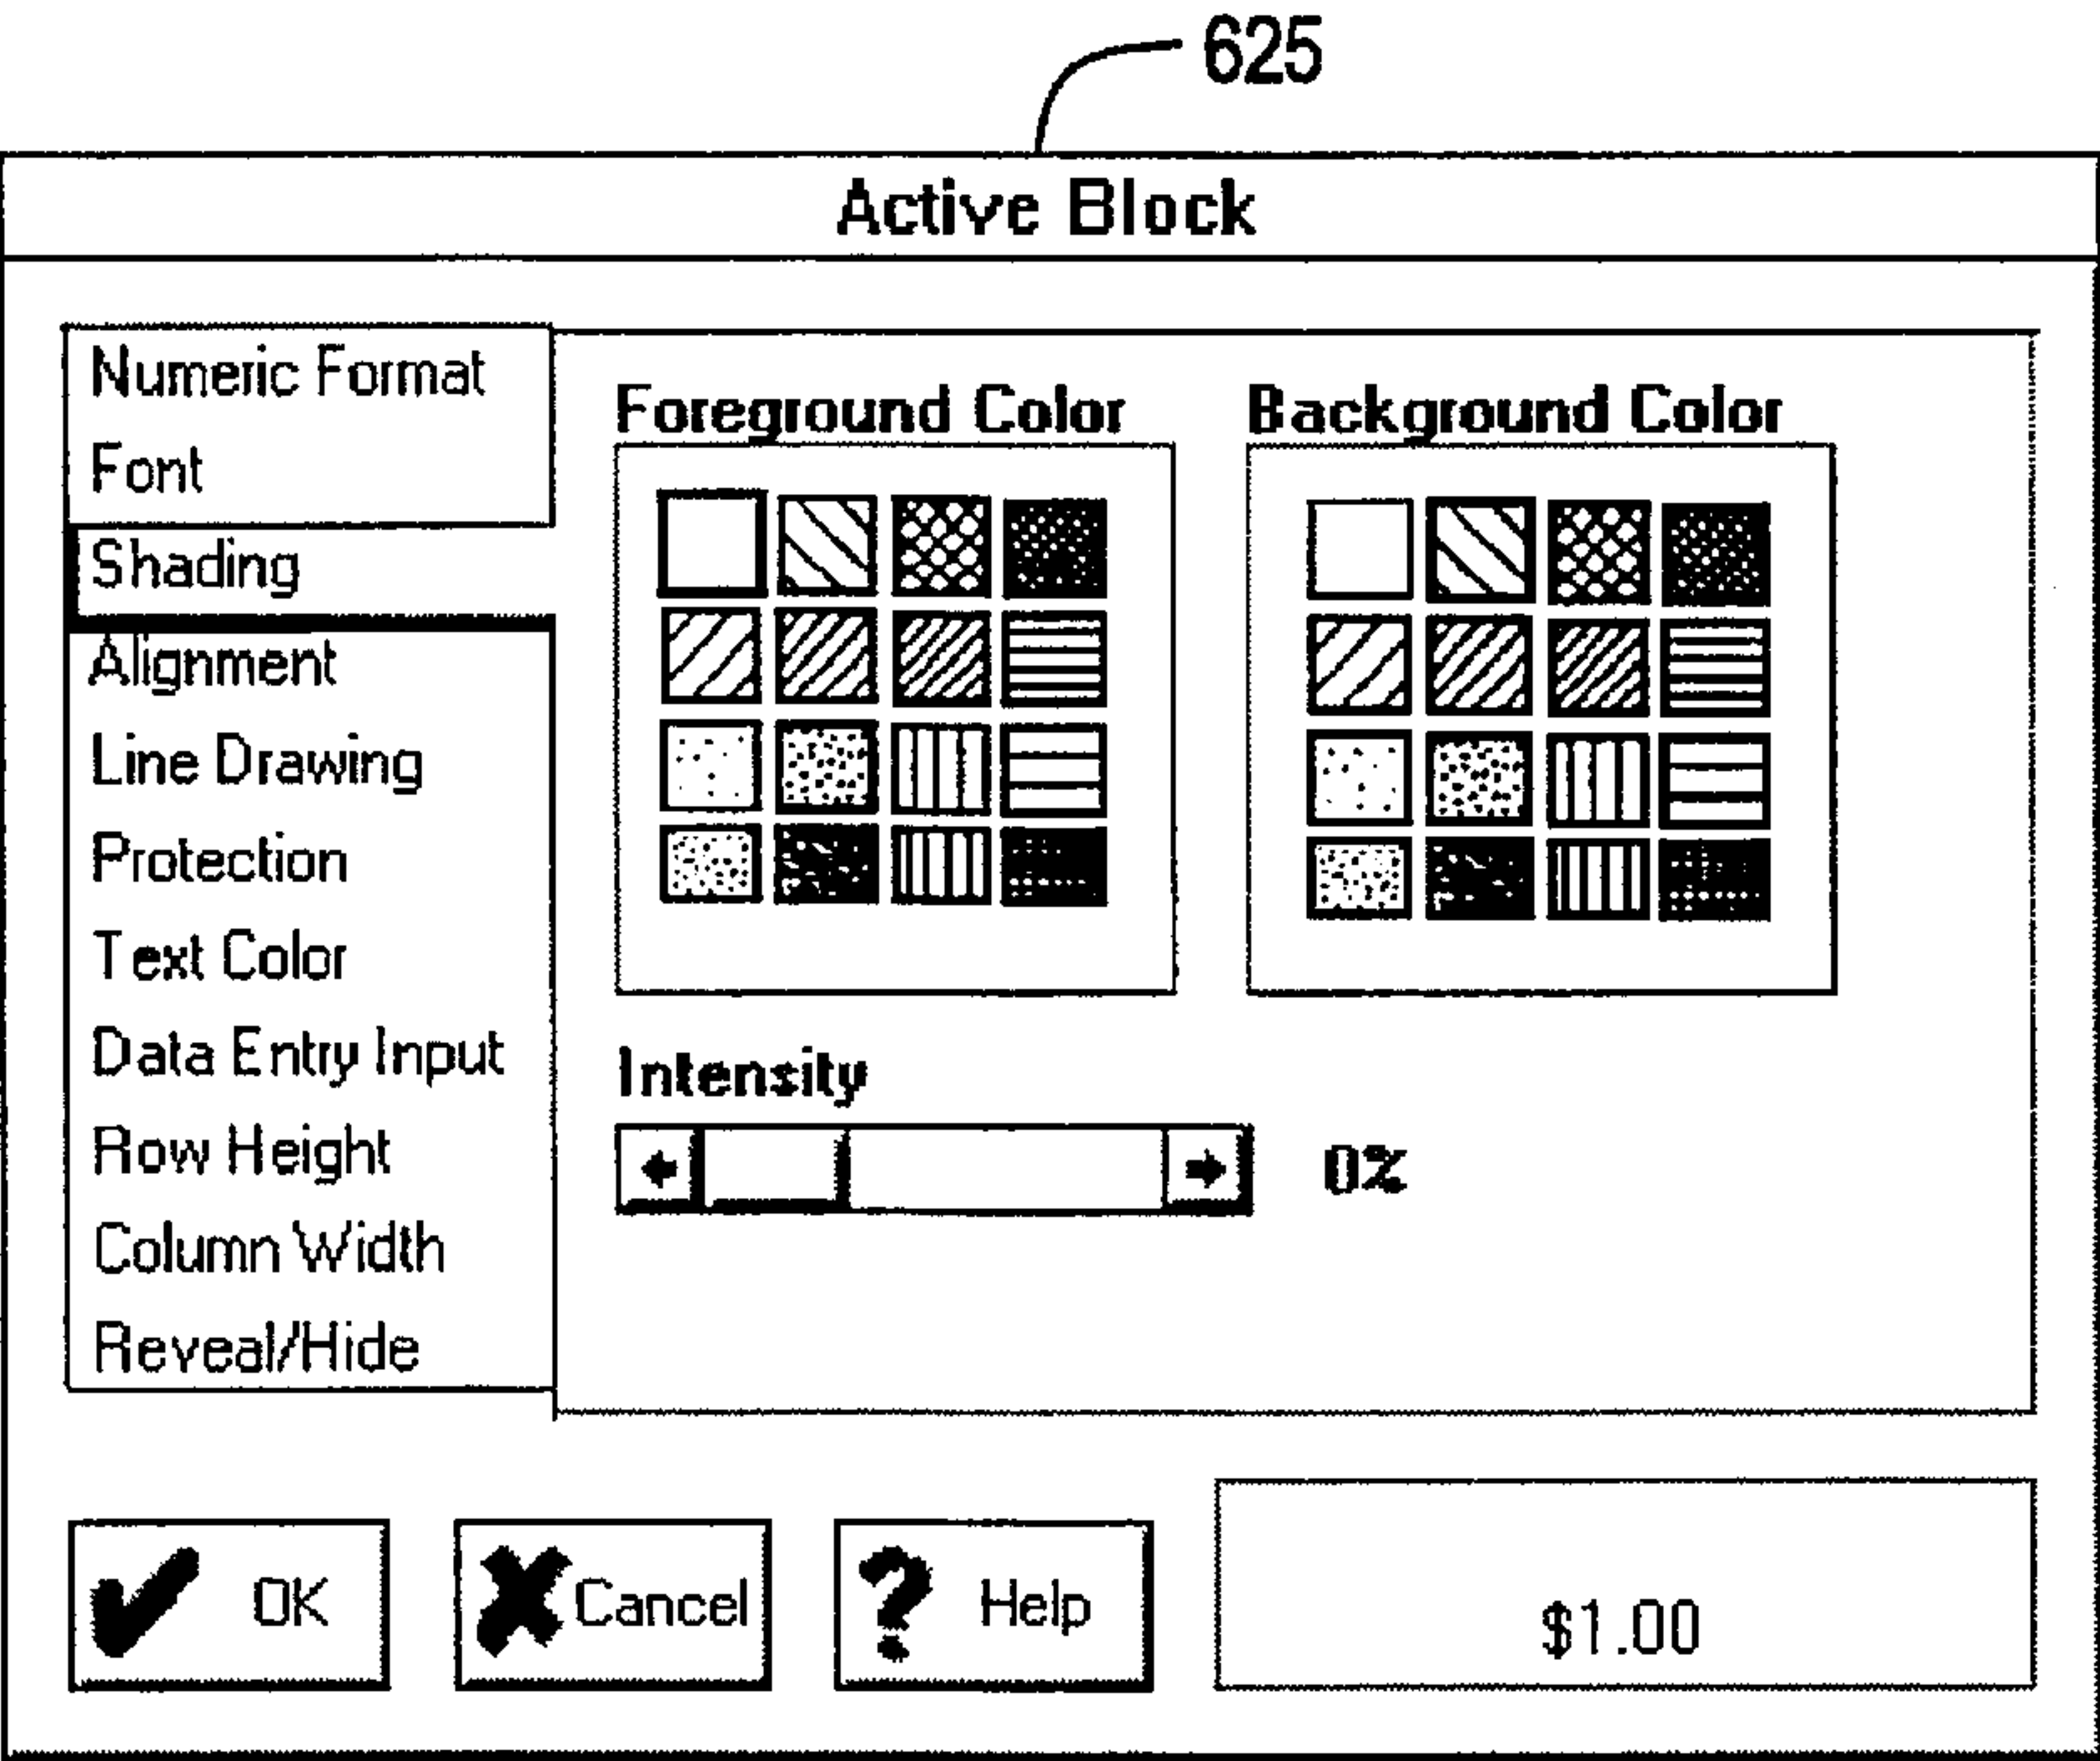 625
Active Block
Numeric Format
Font
Shading
Alignment
Line Drawing
Protection
Text Color
Data Entry Input
Row Height
Column Width
Reveal/Hide
Foreground Color
Background Color
Intensity
0%
OK
Cancel
Help
$1.00